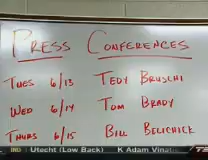 PRESS CONFERENCES
TUES 6/13 TEDY BRUSCHI
WED 6/14 TOM BRADY
THURS 6/15 BILL BELICHICK
Utecht (Low Back) K Adam Vinat